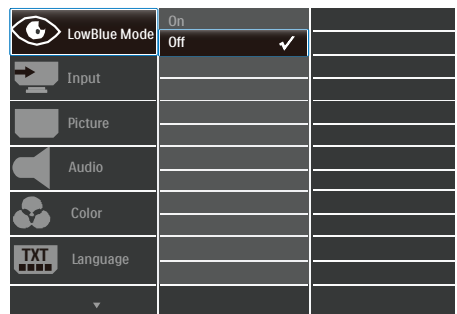 LowBlue Mode
On
Off
Input
Picture
Audio
Color
TXT
Language